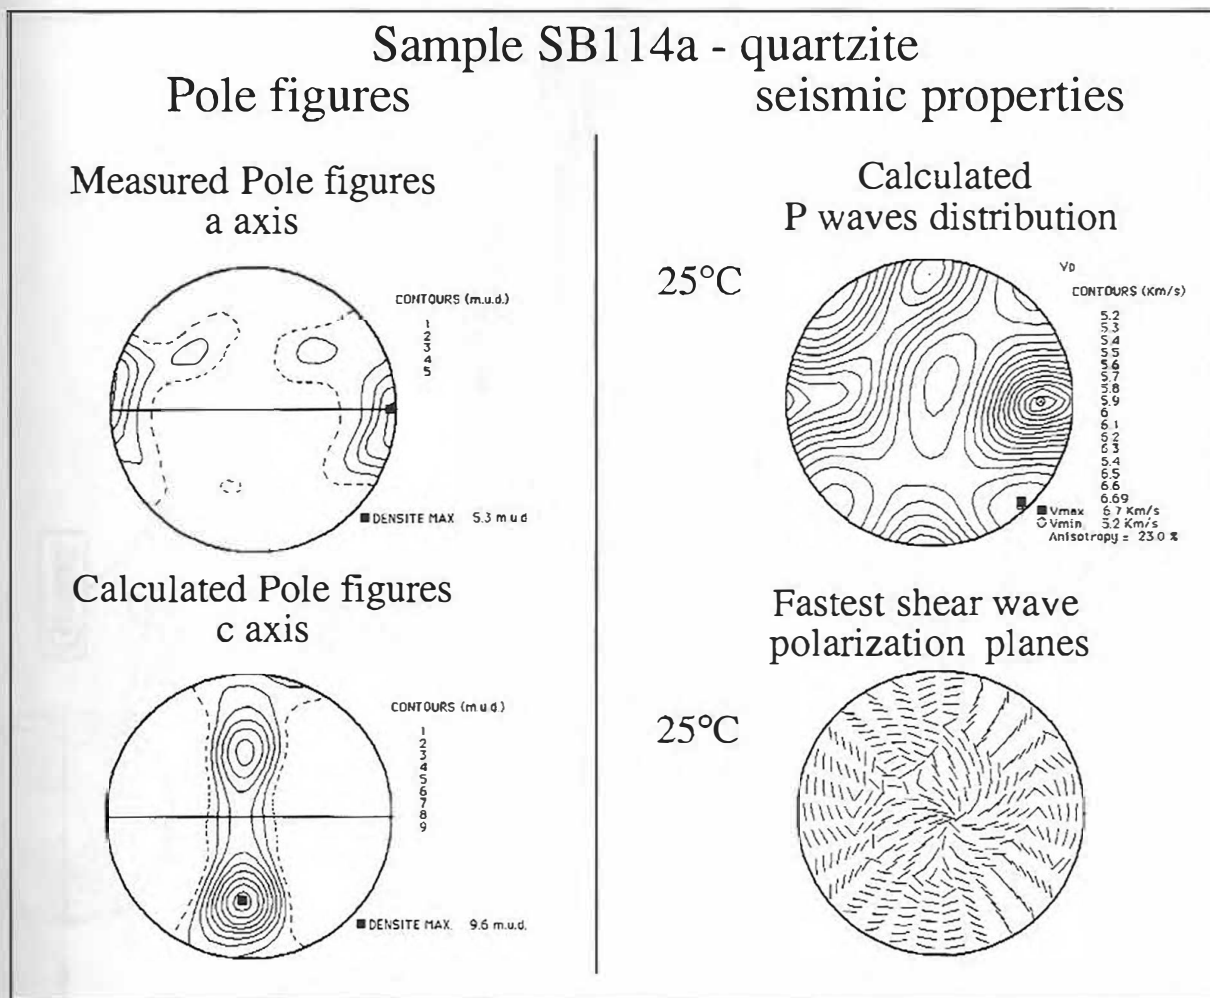 Sample SB114a - quartzite
Pole figures
seismic properties
Measured Pole figures
a axis
CONTOURS (m.u.d.)
1
2
3
4
5
DENSITE MAX 5.3 m u d
Calculated Pole figures
c axis
CONTOURS (m u d.)
1
2
3
4
5
6
7
8
9
DENSITE MAX. 9.6 m.u.d.
Calculated
P waves distribution
25°C
Vp
CONTOURS (Km/s)
5.2
5.3
5.4
5.5
5.6
5.7
5.8
5.9
6
6.1
6.2
6.3
6.4
6.5
6.6
6.69
Vmax 6.7 Km/s
Vmin 5.2 Km/s
Anisotropy = 23.0 %
Fastest shear wave
polarization planes
25°C